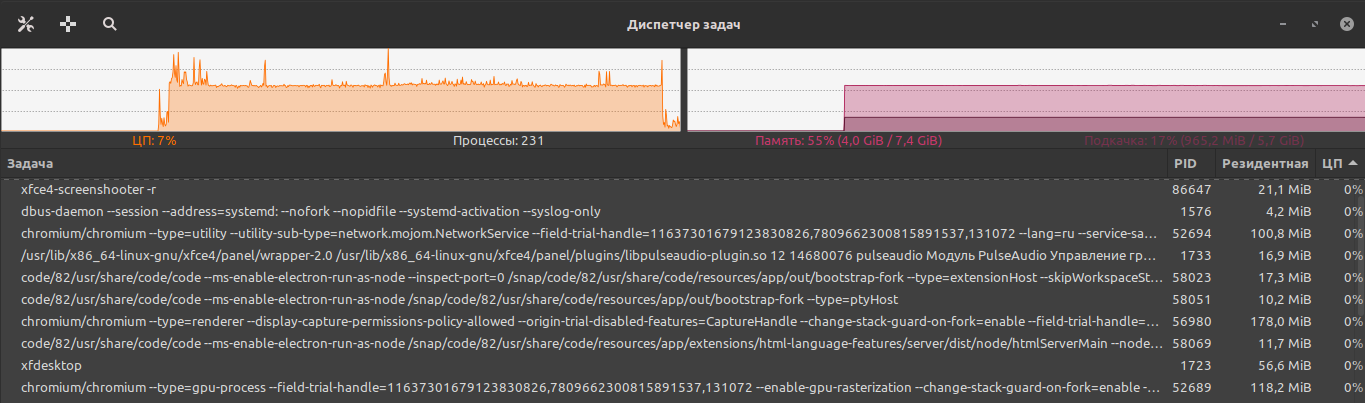 Диспетчер задач
ЦП: 7% Процессы: 231 Память: 55% (4,0 GiB / 7,4 GiB) Подкачка: 17% (965,2 MiB / 5,7 GiB)
Задача PID Резидентная ЦП
xfce4-screenshooter -r 86647 21,1 MiB 0%
dbus-daemon --session --address=systemd: --nofork --nopidfile --systemd-activation --syslog-only 1576 4,2 MiB 0%
chromium/chromium --type=utility --utility-sub-type=network.mojom.NetworkService --field-trial-handle=11637301679123830826,7809662300815891537,131072 --lang=ru --service-sa... 52694 100,8 MiB 0%
/usr/lib/x86_64-linux-gnu/xfce4/panel/wrapper-2.0 /usr/lib/x86_64-linux-gnu/xfce4/panel/plugins/libpulseaudio-plugin.so 12 14680076 pulseaudio Модуль PulseAudio Управление гр... 1733 16,9 MiB 0%
code/82/usr/share/code/code --ms-enable-electron-run-as-node --inspect-port=0 /snap/code/82/usr/share/code/resources/app/out/bootstrap-fork --type=extensionHost --skipWorkspaceSt... 58023 17,3 MiB 0%
code/82/usr/share/code/code --ms-enable-electron-run-as-node /snap/code/82/usr/share/code/resources/app/out/bootstrap-fork --type=ptyHost 58051 10,2 MiB 0%
chromium/chromium --type=renderer --display-capture-permissions-policy-allowed --origin-trial-disabled-features=CaptureHandle --change-stack-guard-on-fork=enable --field-trial-handle=... 56980 178,0 MiB 0%
code/82/usr/share/code/code --ms-enable-electron-run-as-node /snap/code/82/usr/share/code/resources/app/extensions/html-language-features/server/dist/node/htmlServerMain --node... 58069 11,7 MiB 0%
xfdesktop 1723 56,6 MiB 0%
chromium/chromium --type=gpu-process --field-trial-handle=11637301679123830826,7809662300815891537,131072 --enable-gpu-rasterization --change-stack-guard-on-fork=enable -... 52689 118,2 MiB 0%